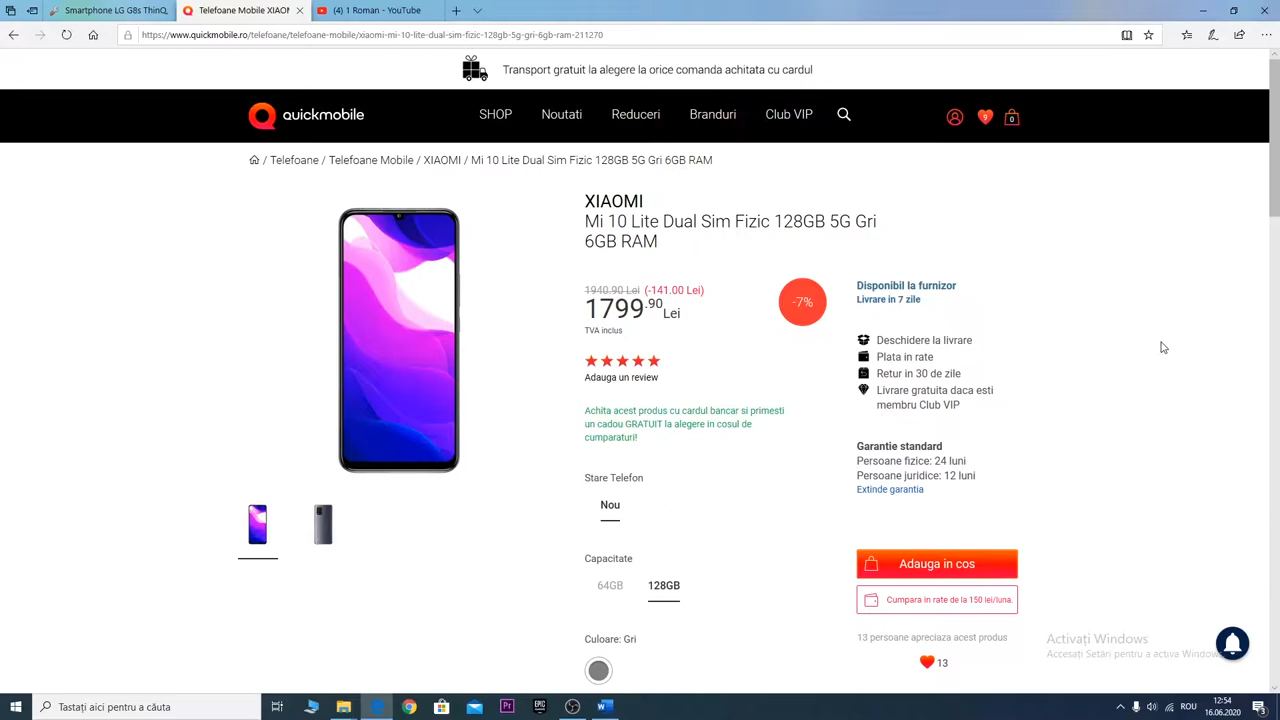 Smartphone LG G8s ThinQ,
Telefoane Mobile XIAOM
(4) 1 Romania - YouTube
https://www.quickmobile.ro/telefoane/telefoane-mobile/xiaomi-mi-10-lite-dual-sim-fizic-128gb-5g-gri-6gb-ram-211270
Transport gratuit la alegere la orice comanda achitata cu cardul
quickmobile
SHOP
Noutati
Reduceri
Branduri
Club VIP
9
0
/ Telefoane / Telefoane Mobile / XIAOMI / Mi 10 Lite Dual Sim Fizic 128GB 5G Gri 6GB RAM
XIAOMI
Mi 10 Lite Dual Sim Fizic 128GB 5G Gri
6GB RAM
1940.90 Lei (-141.00 Lei)
1799.90 Lei
TVA inclus
-7%
Adauga un review
Achita acest produs cu cardul bancar si primesti
un cadou GRATUIT la alegere in cosul de
cumparaturi!
Stare Telefon
Nou
Capacitate
64GB
128GB
Culoare: Gri
Disponibil la furnizor
Livrare in 7 zile
Deschidere la livrare
Plata in rate
Retur in 30 de zile
Livrare gratuita daca esti
membru Club VIP
Garantie standard
Persoane fizice: 24 luni
Persoane juridice: 12 luni
Extinde garantia
Adauga in cos
Cumpara in rate de la 150 lei/luna.
13 persoane apreciaza acest produs
13
Activați Windows
Accesați Setări pentru a activa Windows.
Tastați aici pentru a căuta
Pr
EPIC
ROU
12:54
16.06.2020